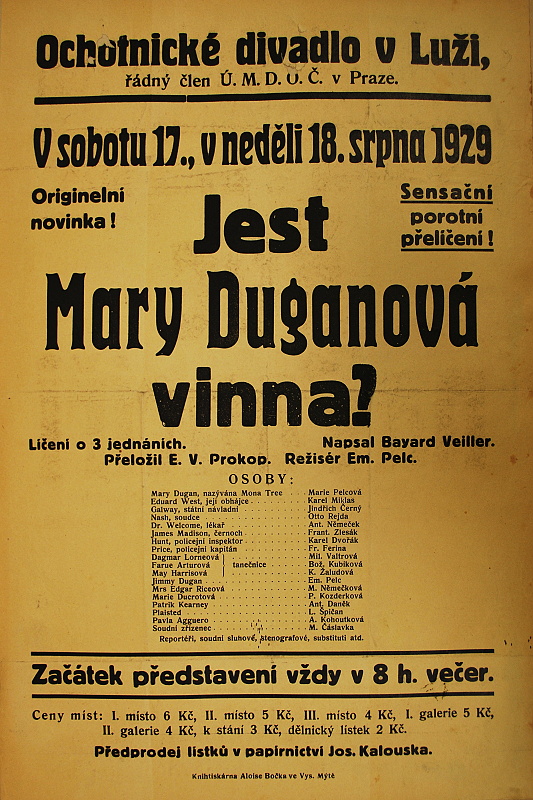 Ochotnické divadlo v Luži,
řádný člen Ú. M. D. O. Č. v Praze.
V sobotu 17., v neděli 18. srpna 1929
Originelní
novinka!
Sensační
porotní
přelíčení!
Jest
Mary Duganová
vinna?
Líčení o 3 jednáních.
Napsal Bayard Veiller.
Přeložil E. V. Prokop. Režisér Em. Pelc.
OSOBY:
Mary Dugan, nazývána Mona Tree . . . Marie Pelcová
Eduard West, její obhájce . . . Karel Miklas
Galway, státní návladní . . . Jindřich Černý
Nash, soudce . . . Otto Rejda
Dr. Welcome, lékař . . . Ant. Němeček
James Madison, černoch . . . Frant. Zlesák
Hunt, policejní inspektor . . . Karel Dvořák
Price, policejní kapitán . . . Fr. Ferina
Dagmar Lorneová . . . Mil. Valtrová
Farue Arturová tanečnice . . . Bož. Kubíková
May Harrisová . . . K. Žaludová
Jimmy Dugan . . . Em. Pelc
Mrs Edgar Riceová . . . M. Němečková
Marie Ducrotová . . . P. Kozderková
Patrik Kearney . . . Ant. Daněk
Plaisted . . . L. Špičan
Pavla Agguero . . . A. Kohoutková
Soudní zřízenec . . . M. Čáslavka
Reportéři, soudní sluhové, stenografové, substituti atd.
Začátek představení vždy v 8 h. večer.
Ceny míst: I. místo 6 Kč, II. místo 5 Kč, III. místo 4 Kč, I. galerie 5 Kč,
II. galerie 4 Kč, k stání 3 Kč, dělnický lístek 2 Kč.
Předprodej lístků v papírnictví Jos. Kalouska.
Knihtiskárna Aloise Bočka ve Vys. Mýtě